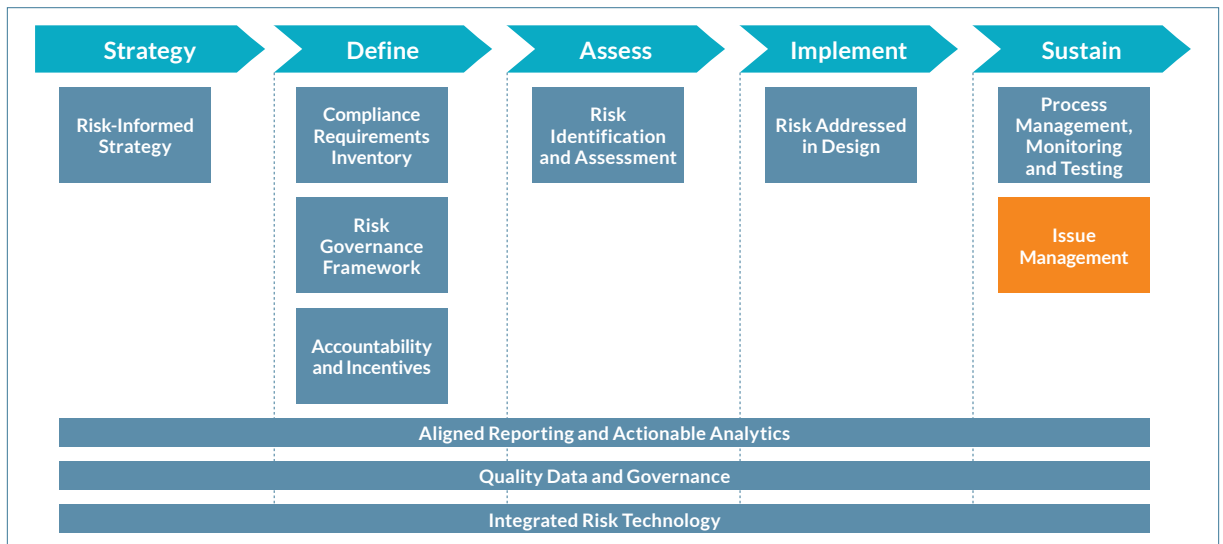 Strategy
Define
Assess
Implement
Sustain
Risk-Informed
Strategy
Compliance
Requirements
Inventory
Risk
Identification
and Assessment
Risk Addressed
in Design
Process
Management,
Monitoring
and Testing
Risk
Governance
Framework
Issue
Management
Accountability
and Incentives
Aligned Reporting and Actionable Analytics
Quality Data and Governance
Integrated Risk Technology